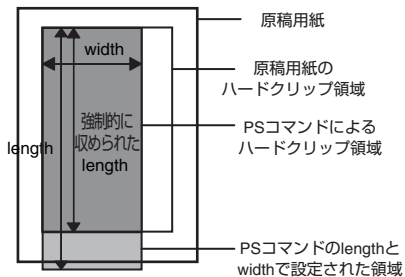 原稿用紙
width
原稿用紙の
ハードクリップ領域
強制的に
収められた
length
length
PSコマンドによる
ハードクリップ領域
PSコマンドのlengthと
widthで設定された領域